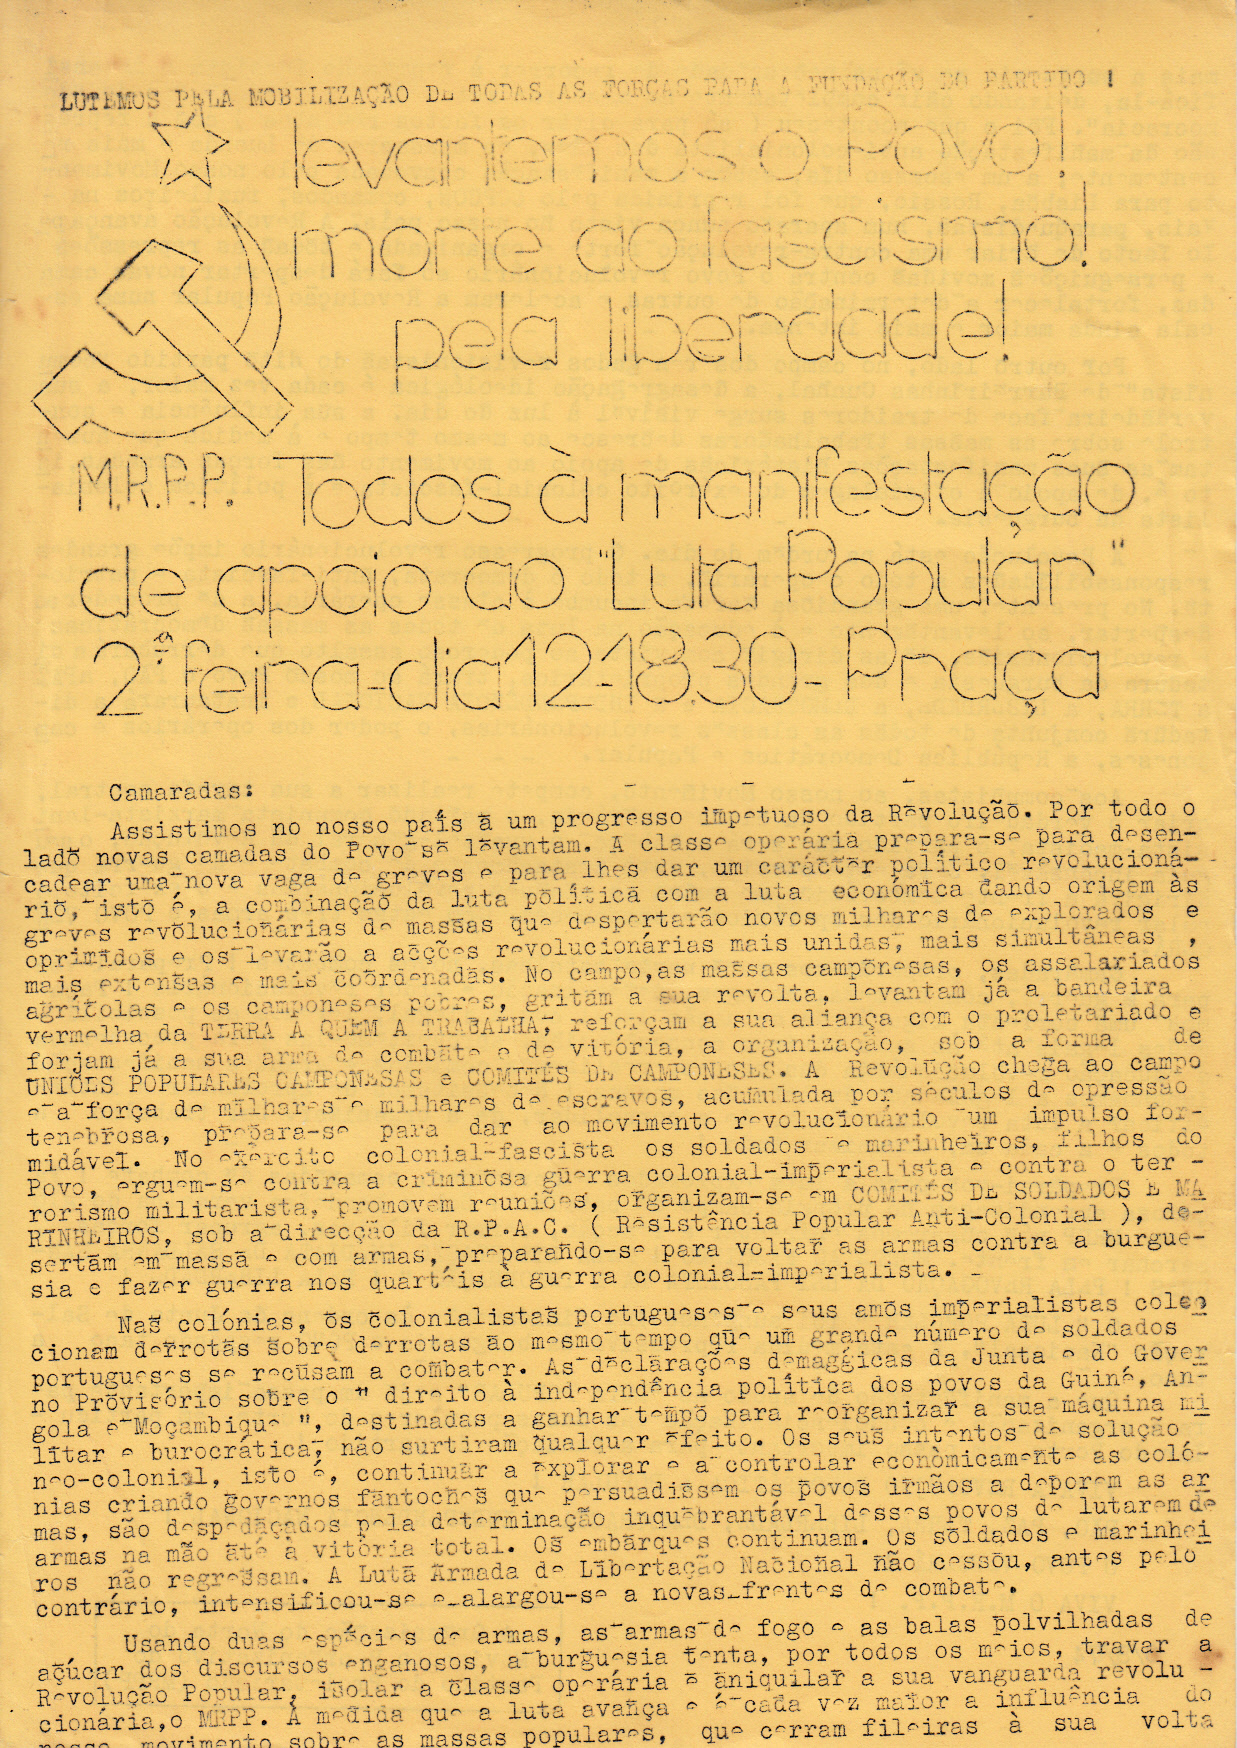 LUTEMOS PELA MOBILIZAÇÃO DE TODAS AS FORÇAS PARA A FUNDAÇÃO DO PARTIDO !
levantemos o Povo!
morte ao fascismo!
pela liberdade!
M.R.P.P. Todos à manifestação
de apoio ao "Luta Popular"
2ª feira-dia 12-18.30-Praça
Camaradas:
Assistimos no nosso país a um progresso impetuoso da Revolução. Por todo o
lado novas camadas do Povo se levantam. A classe operária prepara-se para desen-
cadear uma nova vaga de greves e para lhes dar um carácter político revolucioná-
rio, isto é, a combinação da luta política com a luta económica dando origem às
greves revolucionárias de massas que despertarão novos milhares de explorados e
oprimidos e os levarão a acções revolucionárias mais unidas, mais simultâneas ,
mais extensas e mais coordenadas. No campo,as massas camponesas, os assalariados
agrícolas e os camponeses pobres, gritam a sua revolta, levantam já a bandeira
vermelha da TERRA A QUEM A TRABALHA, reforçam a sua aliança com o proletariado e
forjam já a sua arma de combate e de vitória, a organização, sob a forma de
UNIÕES POPULARES CAMPONESAS e COMITÉS DE CAMPONESES. A Revolução chega ao campo
e a força de milhares e milhares de escravos, acumulada por séculos de opressão
tenebrosa, prepara-se para dar ao movimento revolucionário um impulso for-
midável. No exercito colonial-fascista os soldados e marinheiros, filhos do
Povo, erguem-se contra a criminosa guerra colonial-imperialista e contra o ter -
rorismo militarista, promovem reuniões, organizam-se em COMITÉS DE SOLDADOS E MA
RINHEIROS, sob a direcção da R.P.A.C. ( Resistência Popular Anti-Colonial ), de-
sertam em massa e com armas, preparando-se para voltar as armas contra a burgue-
sia e fazer guerra nos quartéis à guerra colonial-imperialista.
Nas colónias, os colonialistas portugueses e seus amos imperialistas colec
cionam derrotas sobre derrotas ao mesmo tempo que um grande número de soldados
portugueses se recusam a combater. As declarações demagógicas da Junta e do Gover
no Provisório sobre o " direito à independência política dos povos da Guiné, An-
gola e Moçambique ", destinadas a ganhar tempo para reorganizar a sua máquina mi
litar e burocrática, não surtiram qualquer efeito. Os seus intentos de solução
neo-colonial, isto é, continuar a explorar e a controlar econòmicamente as coló-
nias criando governos fantoches que persuadissem os povos irmãos a deporem as ar
mas, são despedaçados pela determinação inquebrantável desses povos de lutarem de
armas na mão até à vitória total. Os embarques continuam. Os soldados e marinhei
ros não regressam. A Luta Armada de Libertação Nacional não cessou, antes pelo
contrário, intensificou-se e alargou-se a novas frentes de combate.
Usando duas espécies de armas, as armas de fogo e as balas polvilhadas de
açúcar dos discursos enganosos, a burguesia tenta, por todos os meios, travar a
Revolução Popular, isolar a classe operária e aniquilar a sua vanguarda revolu -
cionária,o MRPP. À medida que a luta avança e é cada vez maior a influência do
nosso movimento sobre as massas populares, que cerram fileiras à sua volta